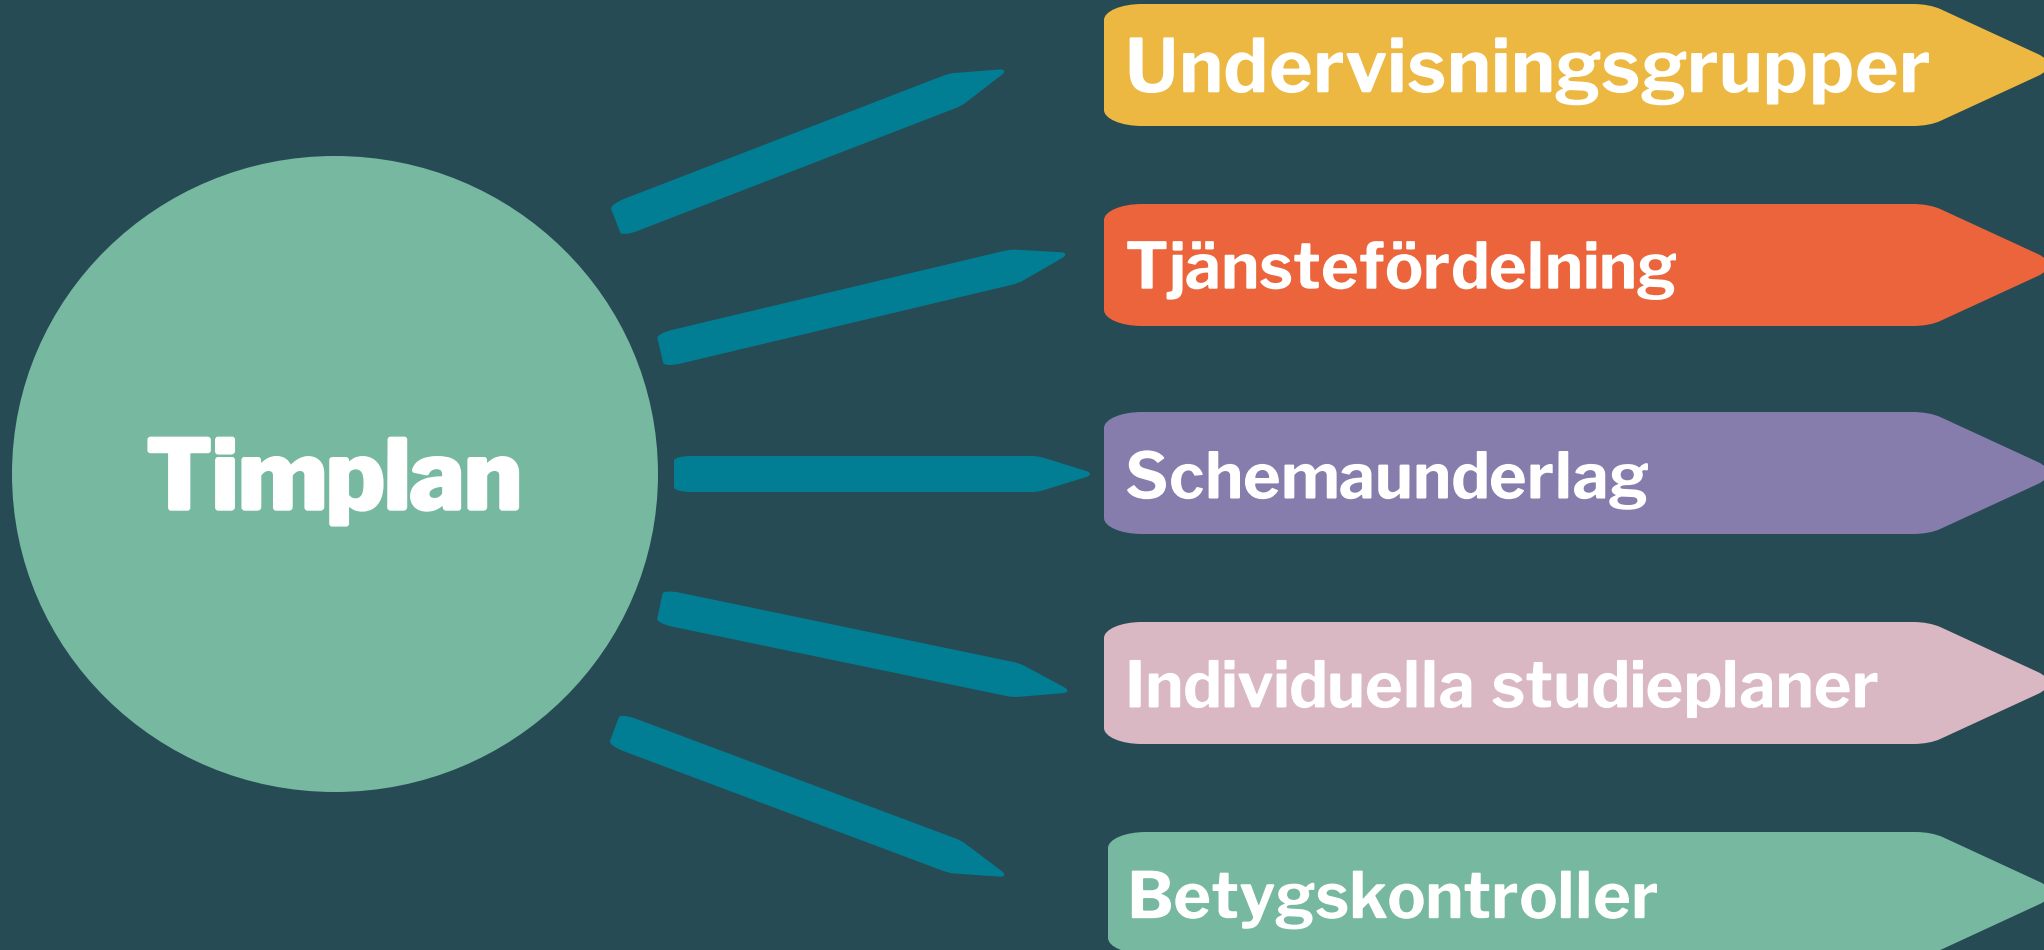 Timplan
Undervisningsgrupper
Tjänstefördelning
Schemaunderlag
Individuella studieplaner
Betygskontroller